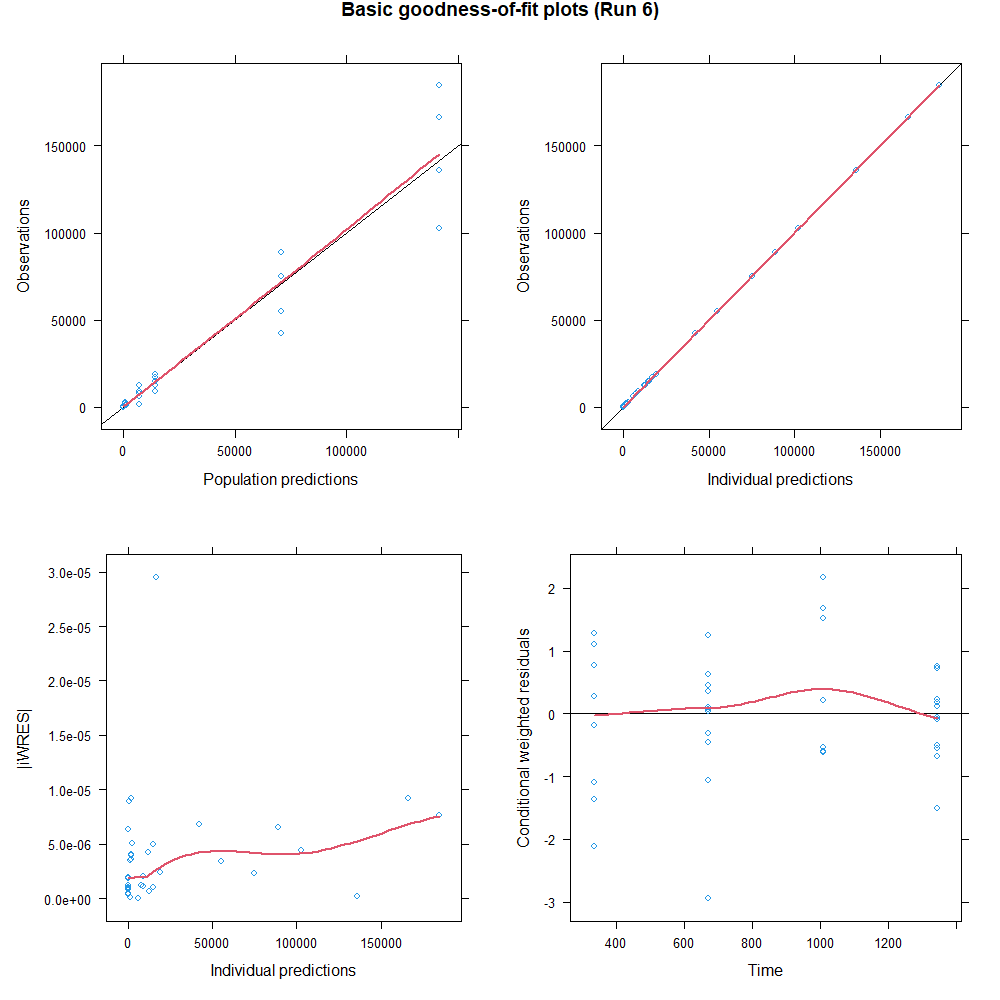 Basic goodness-of-fit plots (Run 6)
Observations
150000
100000
50000
0
0
50000
100000
Population predictions
Observations
150000
100000
50000
0
0
50000
100000
150000
Individual predictions
|iWRES|
3.0e-05
2.5e-05
2.0e-05
1.5e-05
1.0e-05
5.0e-06
0.0e+00
0
50000
100000
150000
Individual predictions
Conditional weighted residuals
2
1
0
-1
-2
-3
400
600
800
1000
1200
Time